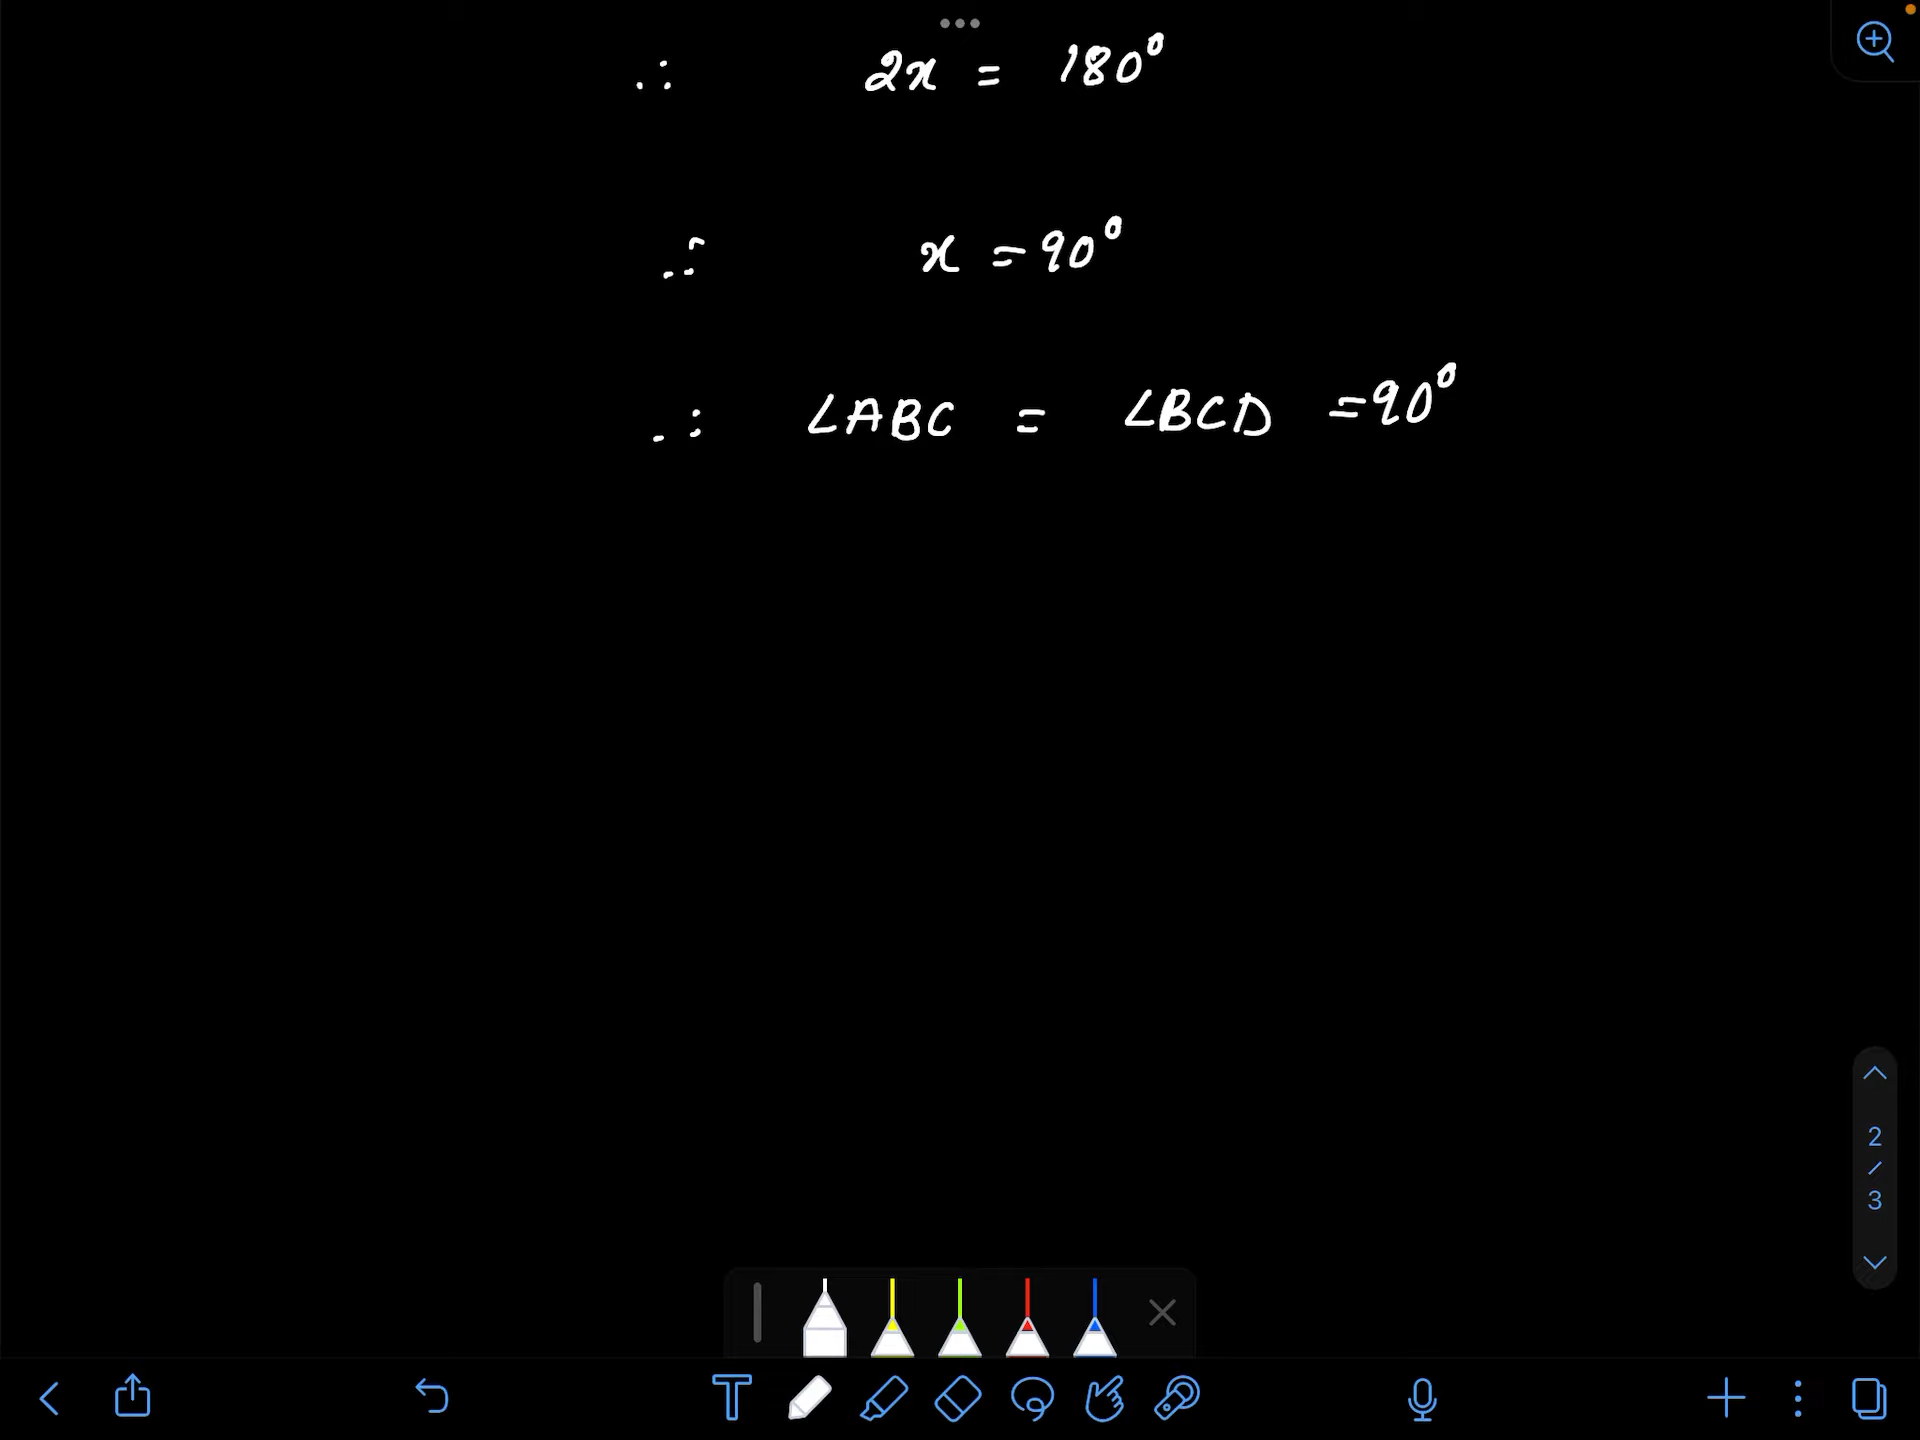 ∴ 2x = 180°
∴ x = 90°
∴ ∠ABC = ∠BCD = 90°
2
/
3